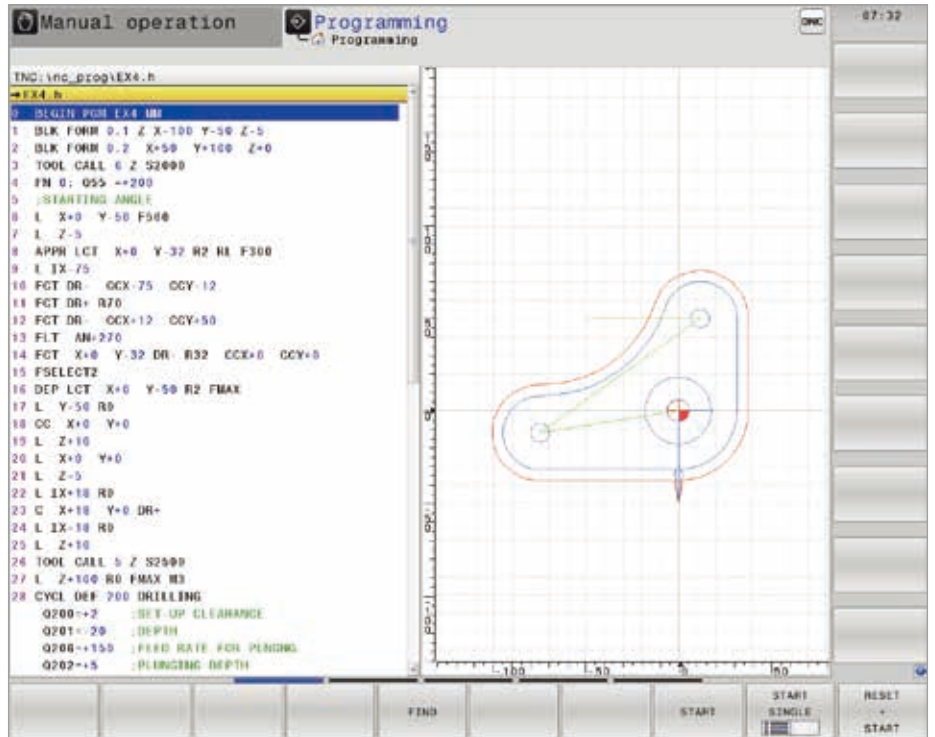 Manual operation
Programming
Programming
DNC
07:32
TNC:\nc_prog\EX4.h
→EX4.h
0 BEGIN PGM EX4 MM
1 BLK FORM 0.1 Z X-100 Y-50 Z-5
2 BLK FORM 0.2 X+50 Y+100 Z+0
3 TOOL CALL 6 Z S2000
4 FN 0: Q55 =+200
5 ;STARTING ANGLE
6 L X+0 Y-50 F500
7 L Z-5
8 APPR LCT X+0 Y-32 R2 RL F300
9 L IX-75
10 FCT DR- CCX-75 CCY-12
11 FCT DR+ R70
12 FCT DR- CCX+12 CCY+50
13 FLT AN+270
14 FCT X+0 Y-32 DR- R32 CCX+0 CCY+0
15 FSELECT2
16 DEP LCT X+0 Y-50 R2 FMAX
17 L Y-50 R0
18 CC X+0 Y+0
19 L Z+10
20 L X+0 Y+0
21 L Z-5
22 L IX+18 R0
23 C X+18 Y+0 DR+
24 L IX-18 R0
25 L Z+10
26 TOOL CALL 5 Z S2500
27 L Z+100 R0 FMAX M3
28 CYCL DEF 200 DRILLING
Q200=+2 ;SET-UP CLEARANCE
Q201=-20 ;DEPTH
Q206=+150 ;FEED RATE FOR PLNGNG
Q202=+5 ;PLUNGING DEPTH
-100 -50 0 50
FIND
START
START SINGLE
RESET + START